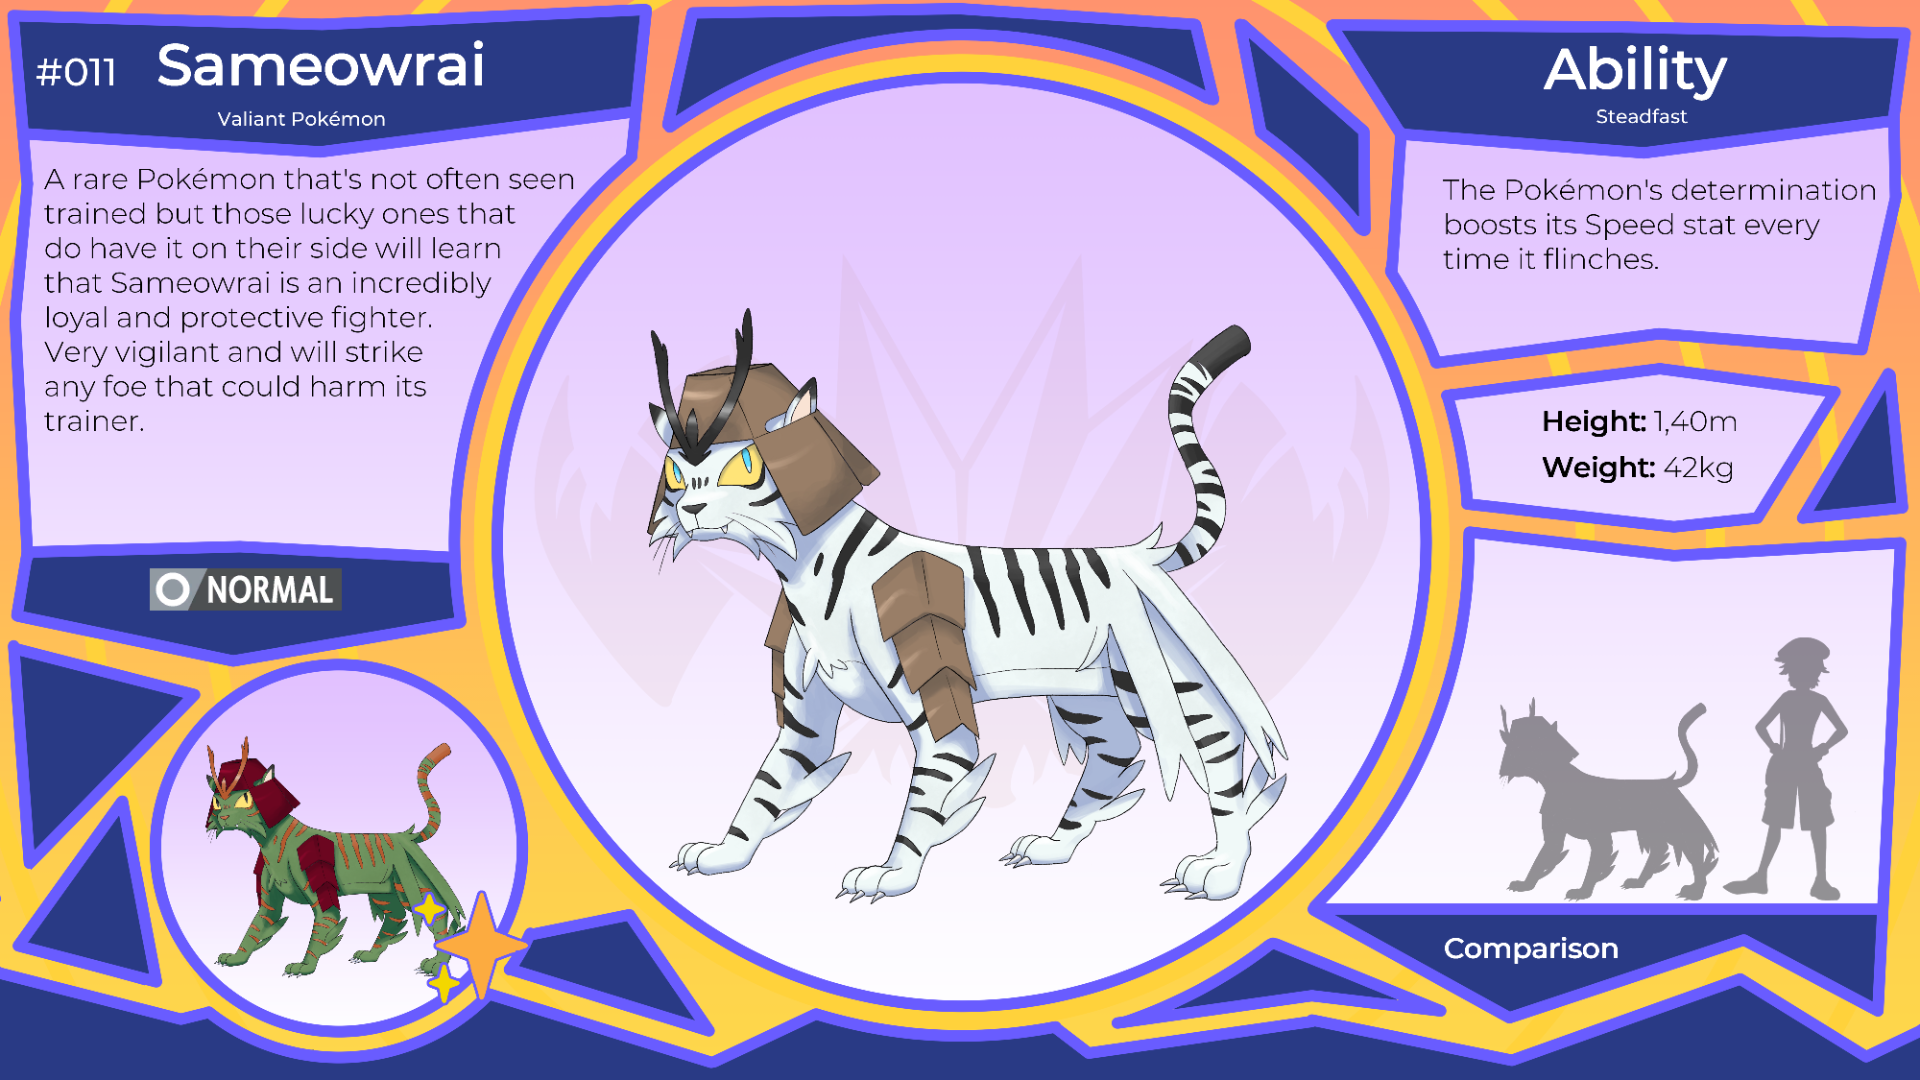 #011 Sameowrai
Valiant Pokémon
A rare Pokémon that's not often seen
trained but those lucky ones that
do have it on their side will learn
that Sameowrai is an incredibly
loyal and protective fighter.
Very vigilant and will strike
any foe that could harm its
trainer.
NORMAL
Ability
Steadfast
The Pokémon's determination
boosts its Speed stat every
time it flinches.
Height: 1,40m
Weight: 42kg
Comparison